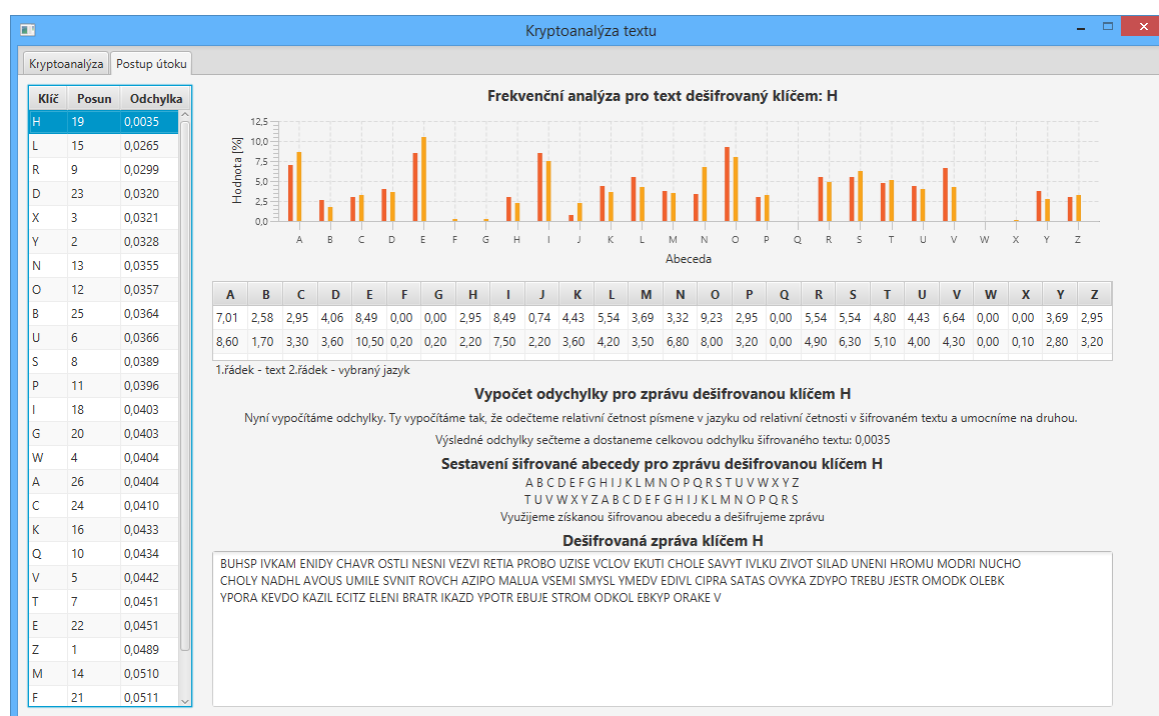 Kryptoanalýza textu
Kryptoanalýza Postup útoku
Klíč Posun Odchylka
H 19 0,0035
L 15 0,0265
R 9 0,0299
D 23 0,0320
X 3 0,0321
Y 2 0,0328
N 13 0,0355
O 12 0,0357
B 25 0,0364
U 6 0,0366
S 8 0,0389
P 11 0,0396
I 18 0,0403
G 20 0,0403
W 4 0,0404
A 26 0,0404
C 24 0,0410
K 16 0,0433
Q 10 0,0434
V 5 0,0442
T 7 0,0451
E 22 0,0451
Z 1 0,0489
M 14 0,0510
F 21 0,0511
Frekvenční analýza pro text dešifrovaný klíčem: H
Hodnota [%]
12,5
10,0
7,5
5,0
2,5
0,0
A B C D E F G H I J K L M N O P Q R S T U V W X Y Z
Abeceda
A B C D E F G H I J K L M N O P Q R S T U V W X Y Z
7,01 2,58 2,95 4,06 8,49 0,00 0,00 2,95 8,49 0,74 4,43 5,54 3,69 3,32 9,23 2,95 0,00 5,54 5,54 4,80 4,43 6,64 0,00 0,00 3,69 2,95
8,60 1,70 3,30 3,60 10,50 0,20 0,20 2,20 7,50 2,20 3,60 4,20 3,50 6,80 8,00 3,20 0,00 4,90 6,30 5,10 4,00 4,30 0,00 0,10 2,80 3,20
1.řádek - text 2.řádek - vybraný jazyk
Vypočet odychylky pro zprávu dešifrovanou klíčem H
Nyní vypočítáme odchylky. Ty vypočítáme tak, že odečteme relativní četnost písmene v jazyku od relativní četnosti v šifrovaném textu a umocníme na druhou.
Výsledné odchylky sečteme a dostaneme celkovou odchylku šifrovaného textu: 0,0035
Sestavení šifrované abecedy pro zprávu dešifrovanou klíčem H
A B C D E F G H I J K L M N O P Q R S T U V W X Y Z
T U V W X Y Z A B C D E F G H I J K L M N O P Q R S
Využijeme získanou šifrovanou abecedu a dešifrujeme zprávu
Dešifrovaná zpráva klíčem H
BUHSP IVKAM ENIDY CHAVR OSTLI NESNI VEZVI RETIA PROBO UZISE VCLOV EKUTI CHOLE SAVYT IVLKU ZIVOT SILAD UNENI HROMU MODRI NUCHO
CHOLY NADHL AVOUS UMILE SVNIT ROVCH AZIPO MALUA VSEMI SMYSL YMEDV EDIVL CIPRA SATAS OVYKA ZDYPO TREBU JESTR OMODK OLEBK
YPORA KEVDO KAZIL ECITZ ELENI BRATR IKAZD YPOTR EBUJE STROM ODKOL EBKYP ORAKE V